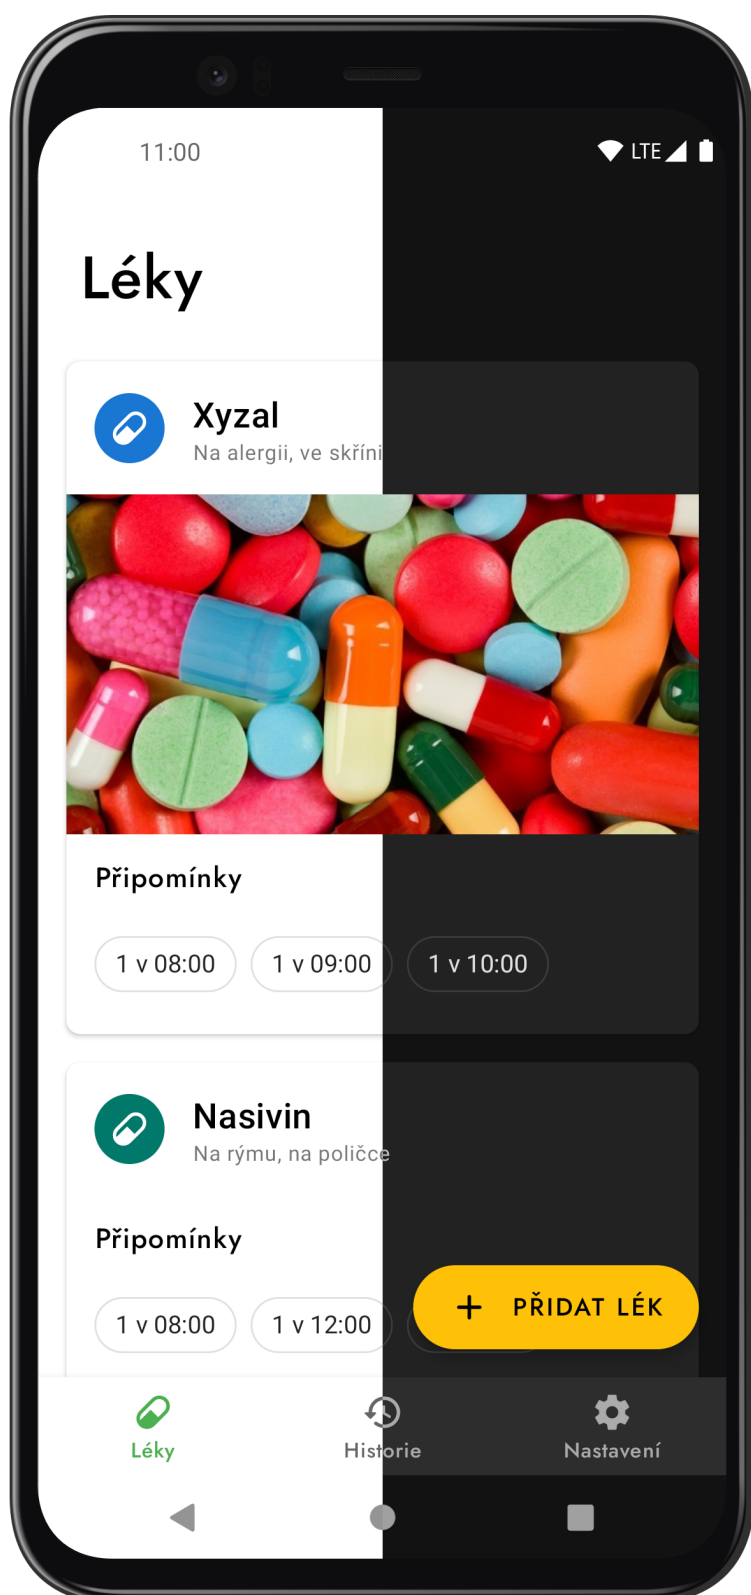 11:00 LTE
Léky
Xyzal
Na alergii, ve skříni
Připomínky
1 v 08:00 1 v 09:00 1 v 10:00
Nasivin
Na rýmu, na poličce
Připomínky
1 v 08:00 1 v 12:00
+ PŘIDAT LÉK
Léky Historie Nastavení